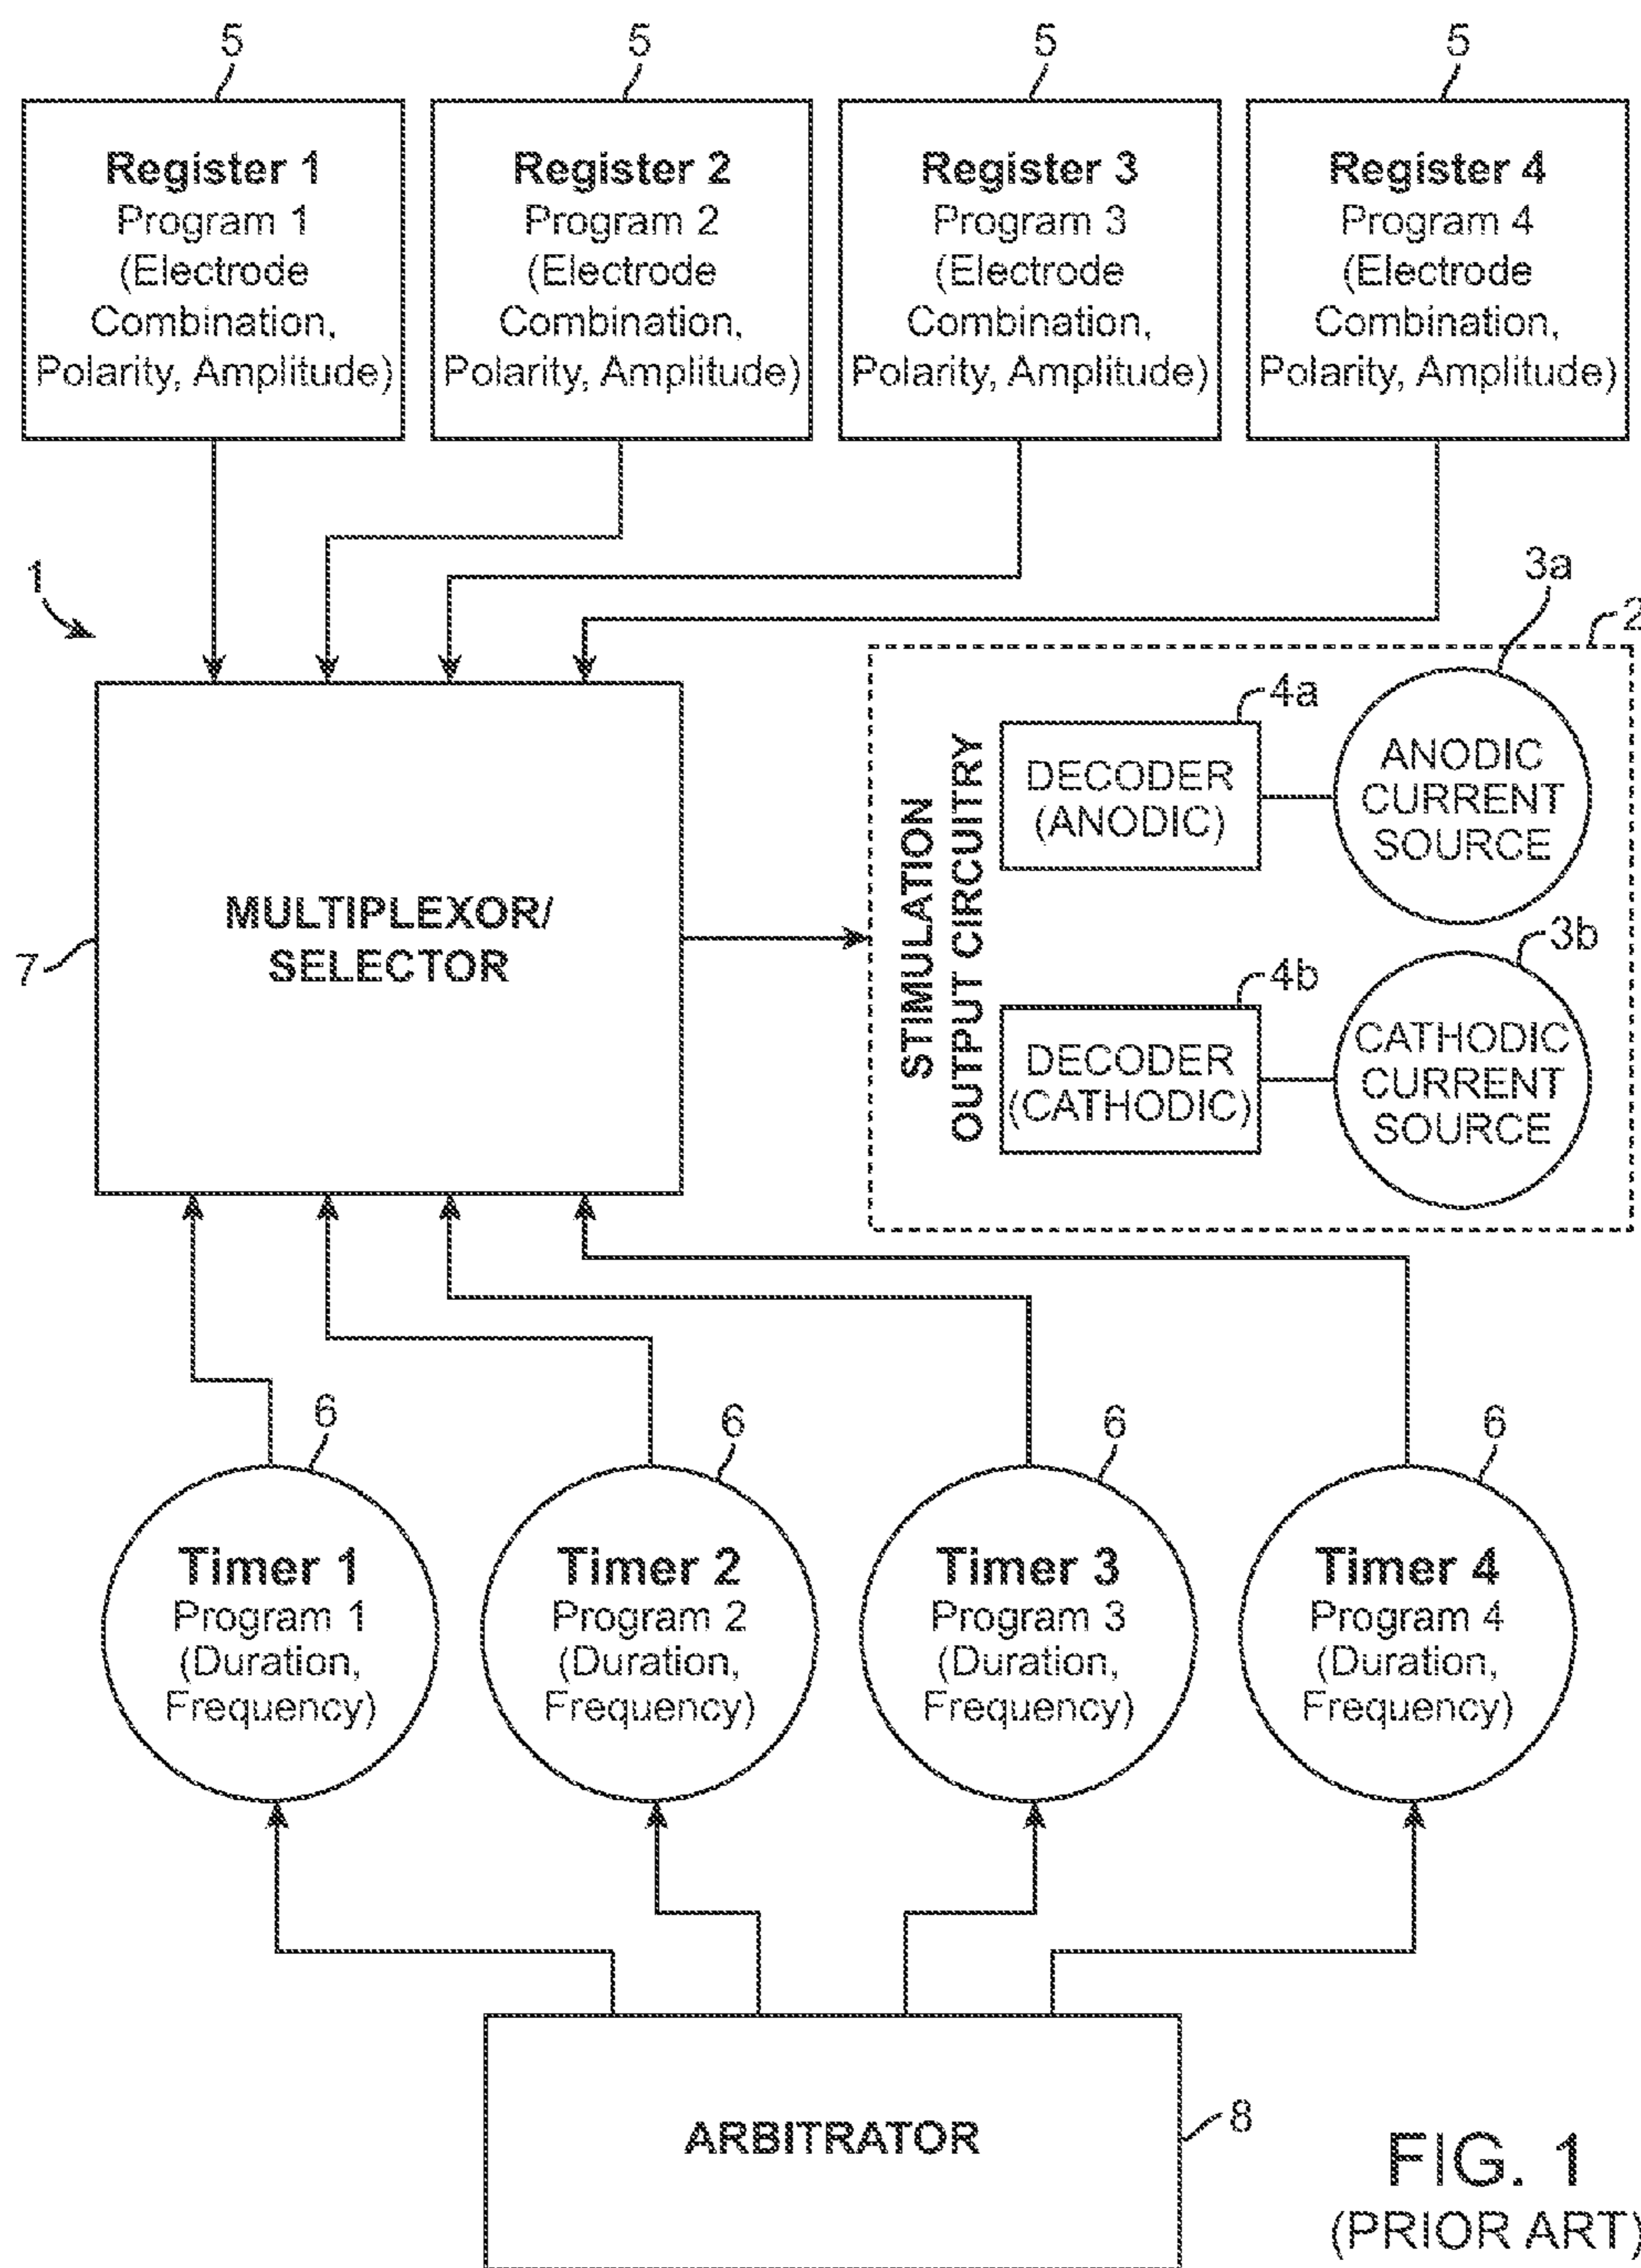 5
5
5
5
Register 1
Program 1
(Electrode
Combination,
Polarity, Amplitude)
Register 2
Program 2
(Electrode
Combination,
Polarity, Amplitude)
Register 3
Program 3
(Electrode
Combination,
Polarity, Amplitude)
Register 4
Program 4
(Electrode
Combination,
Polarity, Amplitude)
1
3a
2
4a
MULTIPLEXOR/
SELECTOR
7
STIMULATION
OUTPUT CIRCUITRY
DECODER
(ANODIC)
ANODIC
CURRENT
SOURCE
3b
4b
DECODER
(CATHODIC)
CATHODIC
CURRENT
SOURCE
6
6
6
6
Timer 1
Program 1
(Duration,
Frequency)
Timer 2
Program 2
(Duration,
Frequency)
Timer 3
Program 3
(Duration,
Frequency)
Timer 4
Program 4
(Duration,
Frequency)
ARBITRATOR
8
FIG. 1
(PRIOR ART)